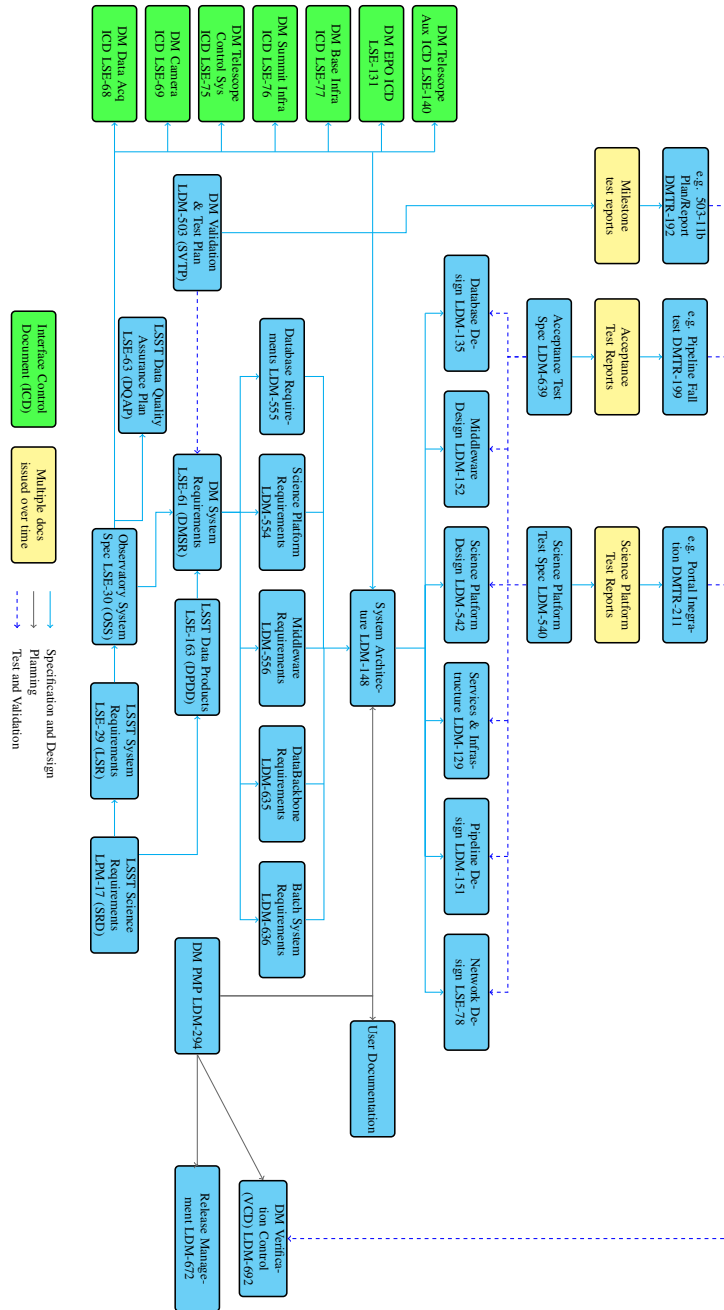 e.g. 503-11b
Plan/Report
DMTR-192
e.g. Pipeline Fall
test DMTR-199
e.g. Portal Inegra-
tion DMTR-211
Milestone
test reports
Acceptance
Test Reports
Science Platform
Test Reports
Acceptance Test
Spec LDM-639
Science Platform
Test Spec LDM-540
Database De-
sign LDM-135
Middleware
Design LDM-152
Science Platform
Design LDM-542
Services & Infras-
tructure LDM-129
Pipeline De-
sign LDM-151
Network De-
sign LSE-78
DM Telescope
Aux ICD LSE-140
DM EPO ICD
LSE-131
DM Base Infra
ICD LSE-77
DM Summit Infra
ICD LSE-76
DM Telescope
Control Sys
ICD LSE-75
DM Camera
ICD LSE-69
DM Data Acq
ICD LSE-68
System Architec-
ture LDM-148
User Documentation
Database Require-
ments LDM-555
Science Platform
Requirements
LDM-554
Middleware
Requirements
LDM-556
DataBackbone
Requirements
LDM-635
Batch System
Requirements
LDM-636
DM Verifica-
tion Control
(VCD) LDM-692
DM Validation
& Test Plan
LDM-503 (SVTP)
DM System
Requirements
LSE-61 (DMSR)
LSST Data Products
LSE-163 (DPDD)
DM PMP LDM-294
Release Manage-
ment LDM-672
LSST Data Quality
Assurance Plan
LSE-63 (DQAP)
Observatory System
Spec LSE-30 (OSS)
LSST System
Requirements
LSE-29 (LSR)
LSST Science
Requirements
LPM-17 (SRD)
Interface Control
Document (ICD)
Multiple docs
issued over time
Specification and Design
Planning
Test and Validation